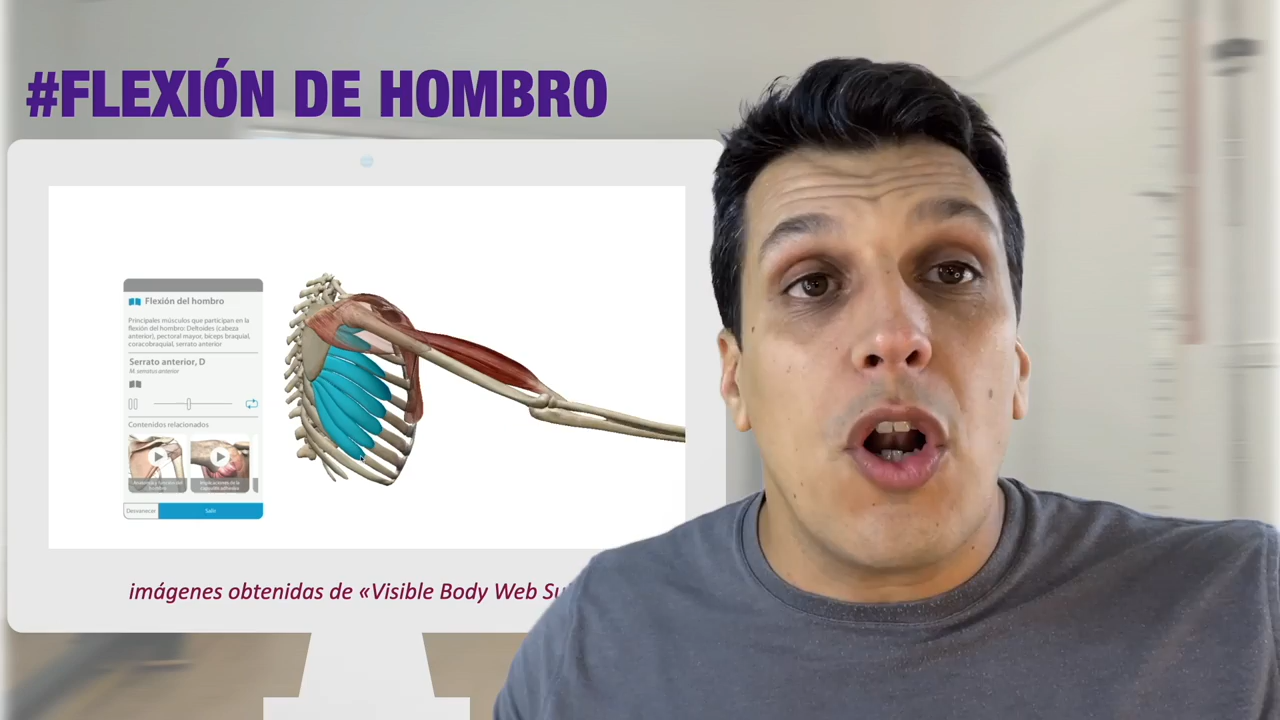 #FLEXIÓN DE HOMBRO
Flexión del hombro
Principales músculos que participan en la
flexión del hombro: Deltoides (cabeza
anterior), pectoral mayor, bíceps braquial,
coracobraquial, serrato anterior
Serrato anterior, D
M. serratus anterior
Contenidos relacionados
Desvanecer
Salir
imágenes obtenidas de «Visible Body Web Su